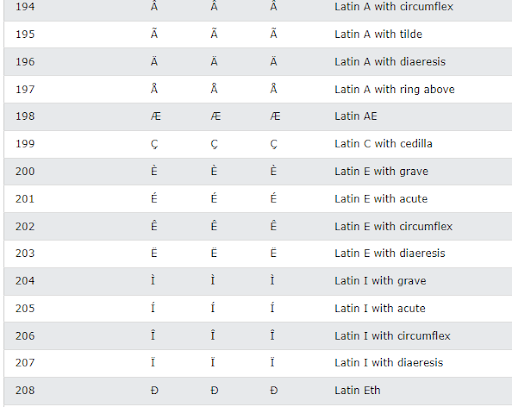 194 Â Â Â Latin A with circumflex
195 Ã Ã Ã Latin A with tilde
196 Ä Ä Ä Latin A with diaeresis
197 Å Å Å Latin A with ring above
198 Æ Æ Æ Latin AE
199 Ç Ç Ç Latin C with cedilla
200 È È È Latin E with grave
201 É É É Latin E with acute
202 Ê Ê Ê Latin E with circumflex
203 Ë Ë Ë Latin E with diaeresis
204 Ì Ì Ì Latin I with grave
205 Í Í Í Latin I with acute
206 Î Î Î Latin I with circumflex
207 Ï Ï Ï Latin I with diaeresis
208 Ð Ð Ð Latin Eth